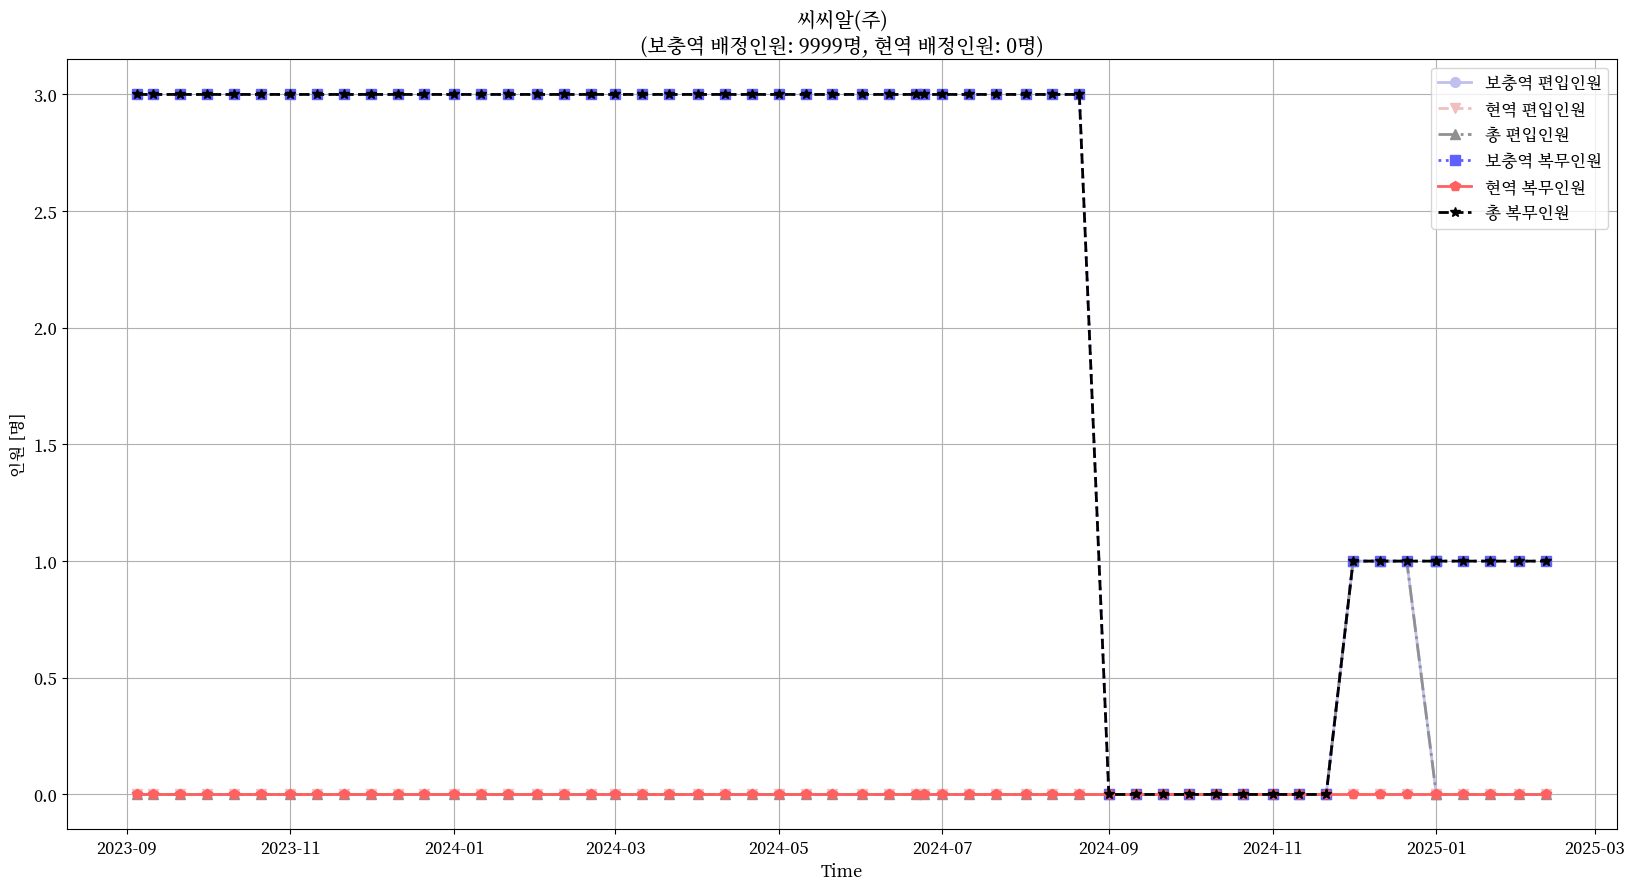 씨씨알(주)
(보충역 배정인원: 9999명, 현역 배정인원: 0명)
보충역 편입인원
현역 편입인원
총 편입인원
보충역 복무인원
현역 복무인원
총 복무인원
인원 [명]
3.0
2.5
2.0
1.5
1.0
0.5
0.0
2023-09
2023-11
2024-01
2024-03
2024-05
2024-07
2024-09
2024-11
2025-01
2025-03
Time